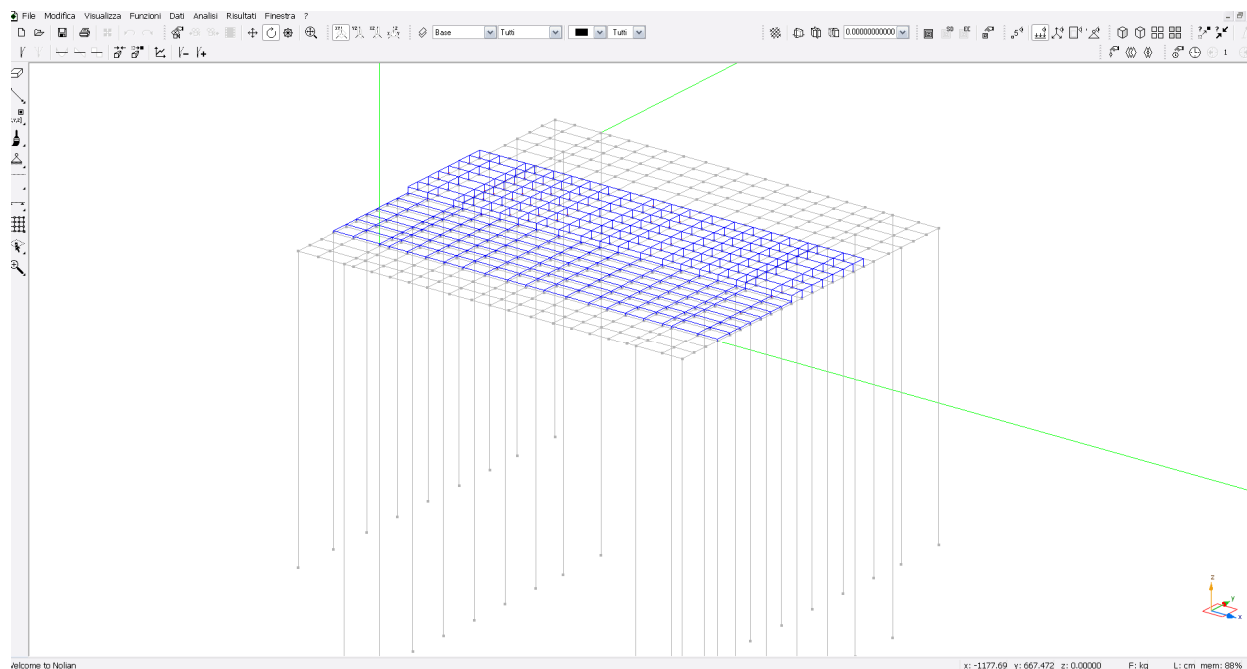 File Modifica Visualizza Funzioni Dati Analisi Risultati Finestra ?
Base Tutti Tutti 0.00000000000
1
z
y
x
Welcome to Nolian x: -1177.69 y: 667.472 z: 0.00000 F: kg L: cm mem: 88%